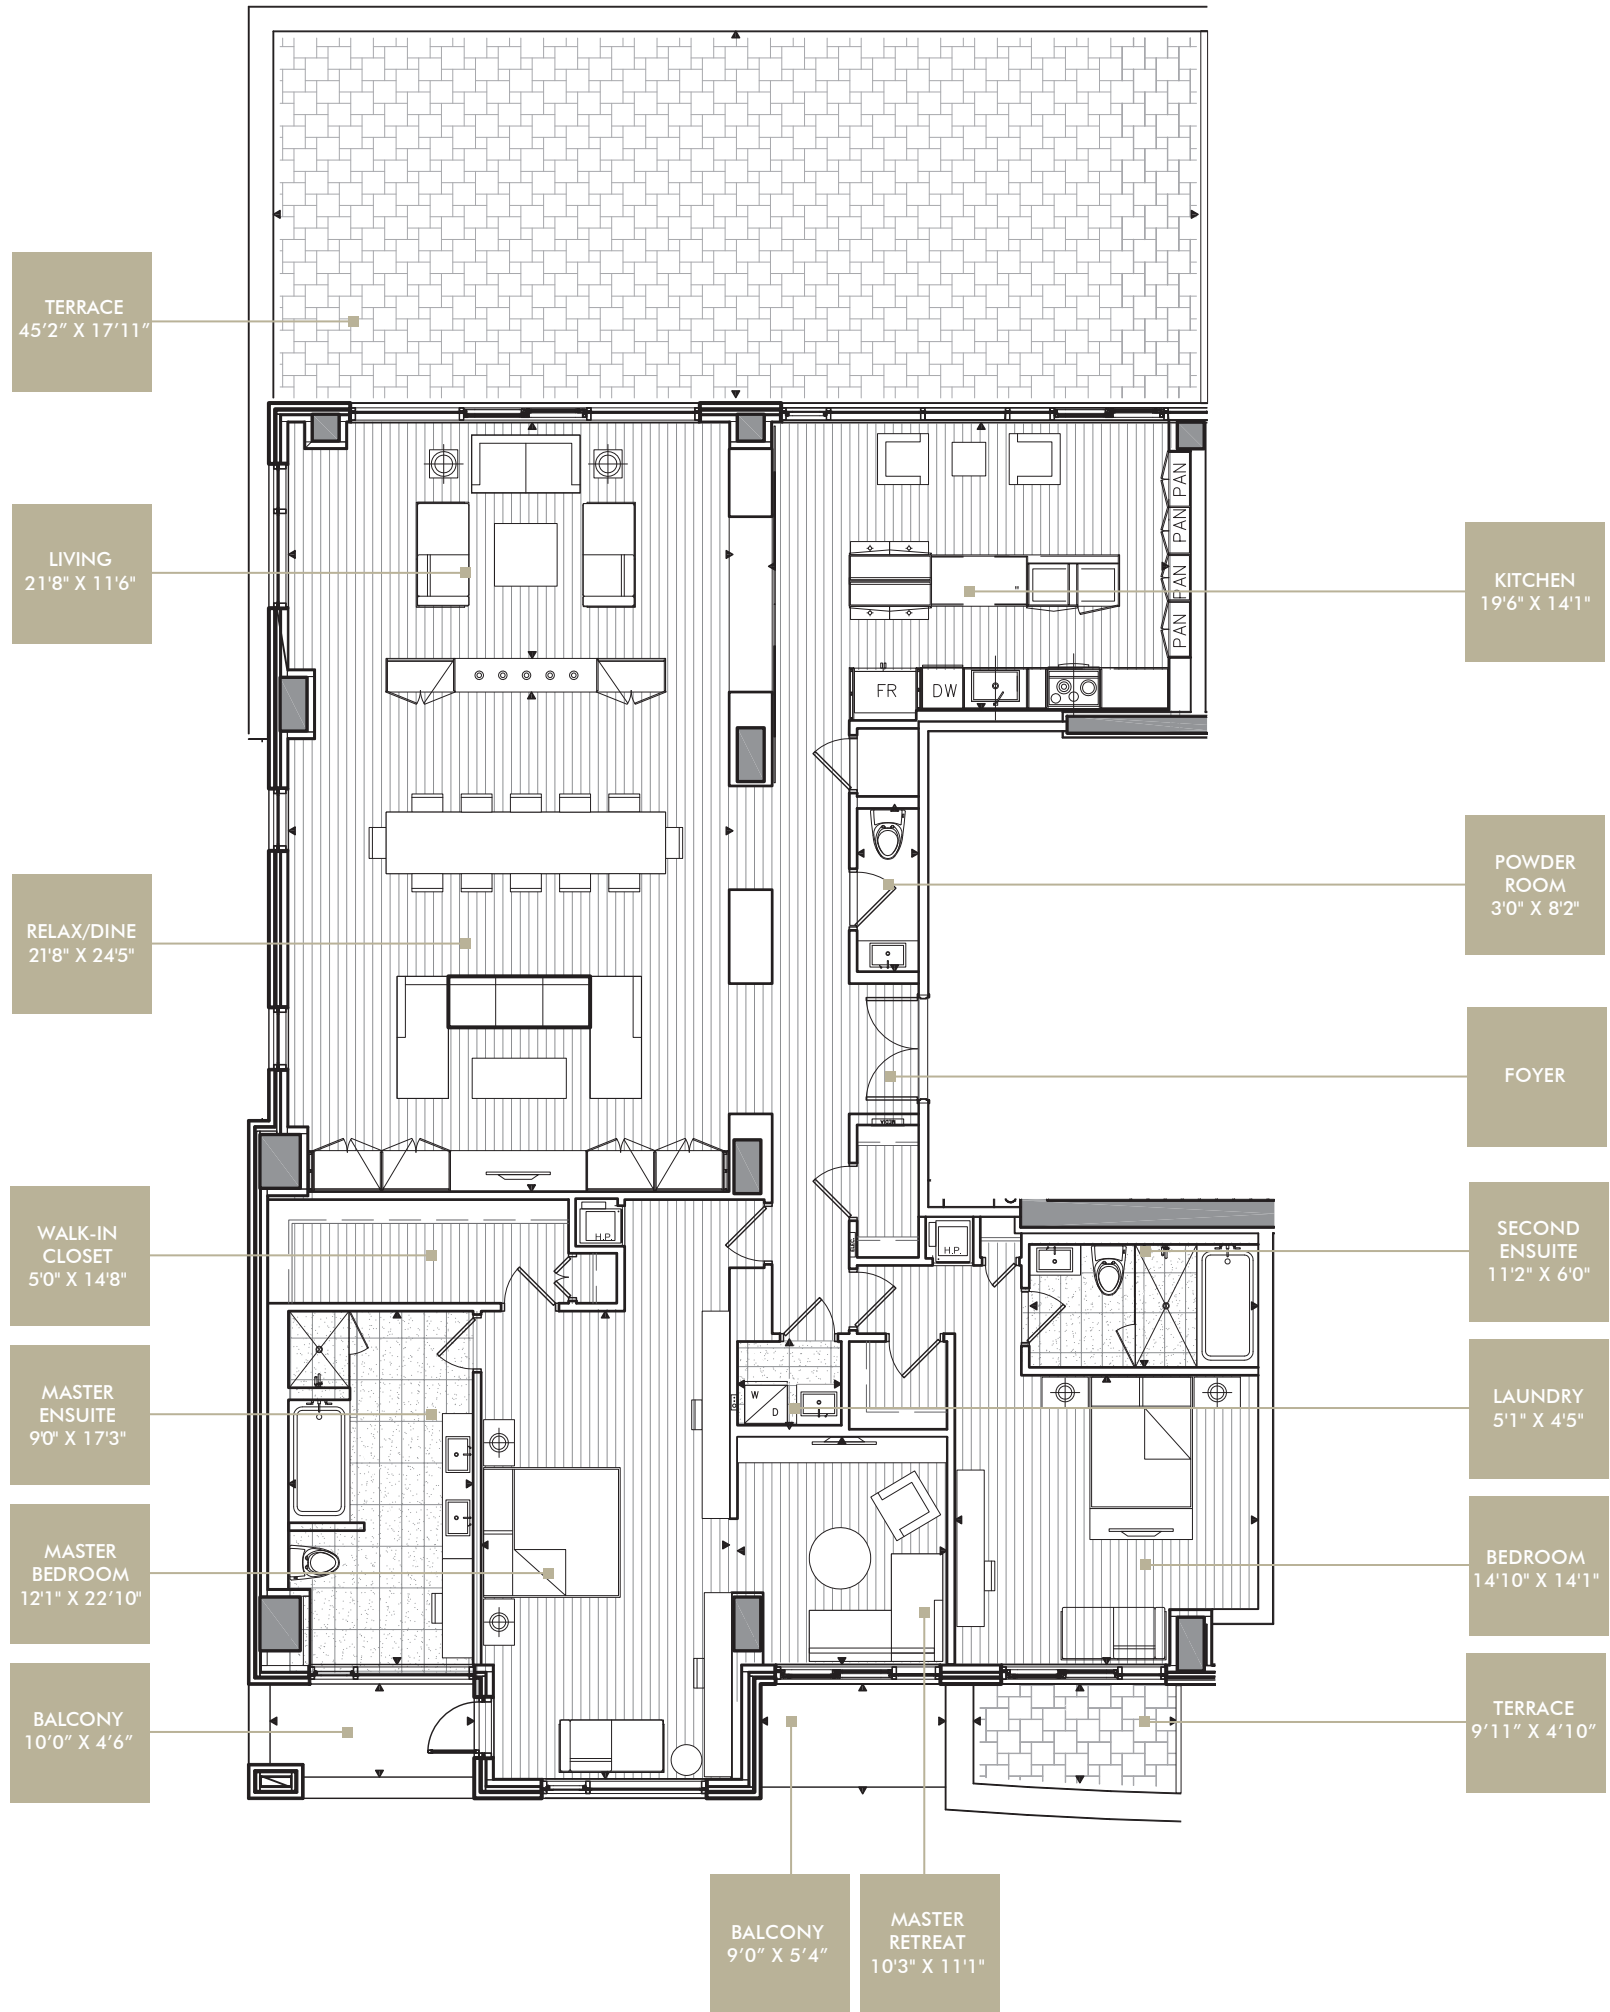 TERRACE
45’2” X 17’11”
LIVING
21'8" X 11'6"
RELAX/DINE
21'8" X 24'5"
WALK-IN
CLOSET
5'0" X 14'8"
MASTER
ENSUITE
9'0" X 17'3"
MASTER
BEDROOM
12'1" X 22’10"
BALCONY
10’0” X 4’6”
KITCHEN
19'6" X 14'1"
POWDER
ROOM
3'0" X 8'2"
FOYER
SECOND
ENSUITE
11'2" X 6'0"
LAUNDRY
5'1" X 4'5"
BEDROOM
14'10" X 14'1"
TERRACE
9’11” X 4’10”
BALCONY
9’0” X 5’4”
MASTER
RETREAT
10'3" X 11'1"
PAN
PAN
PAN
PAN
FR
DW
H.P.
H.P.
W
D